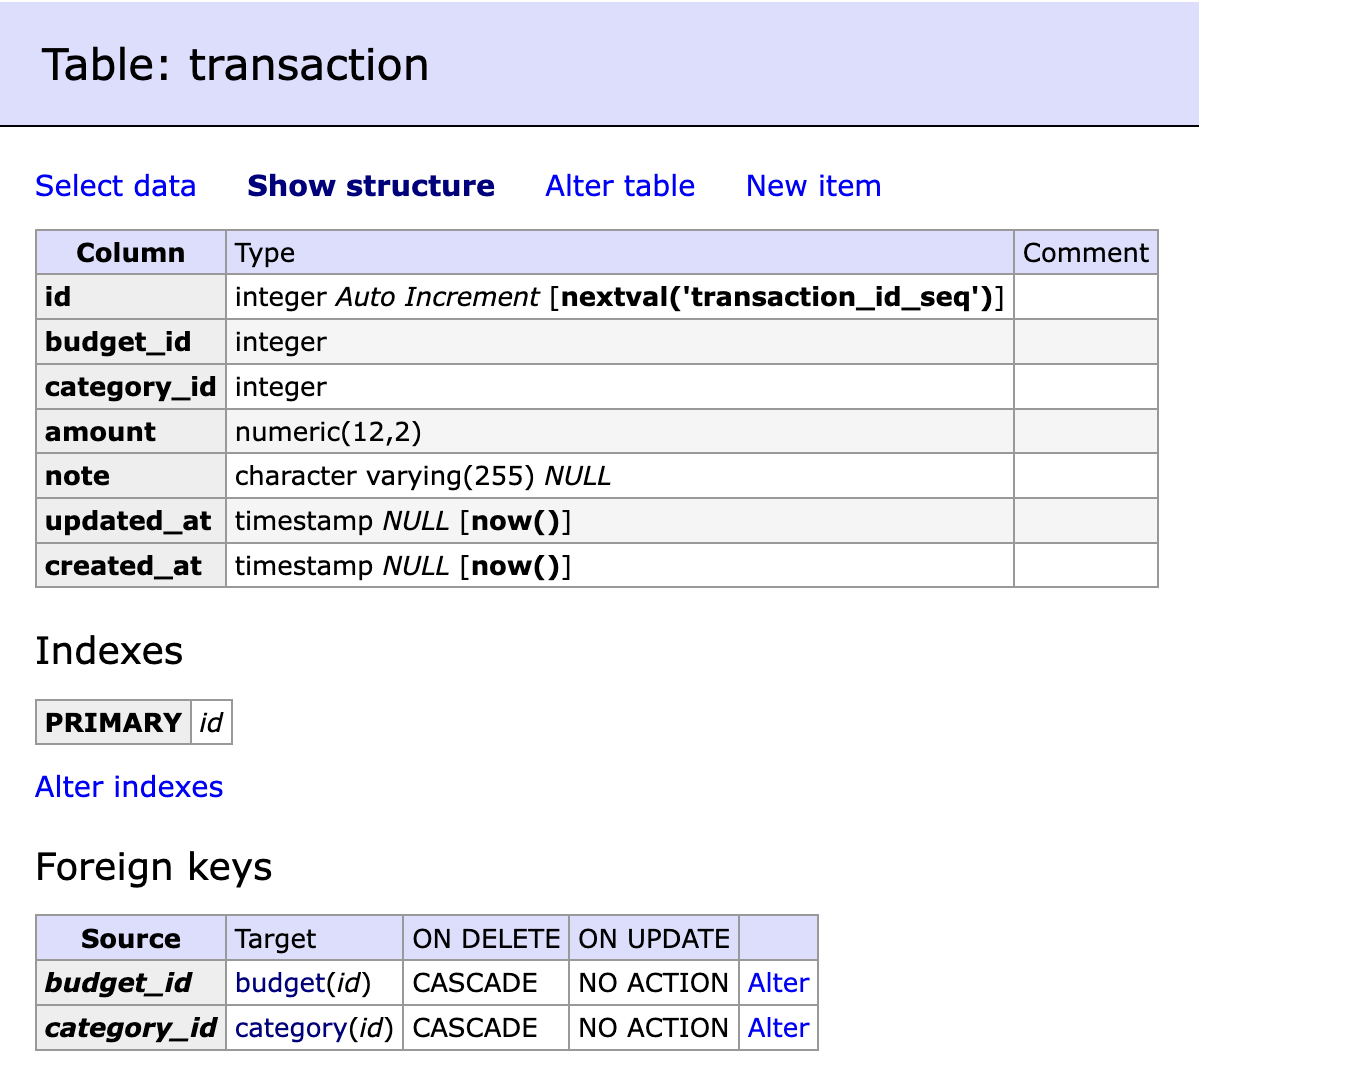 Table: transaction
Select data Show structure Alter table New item
Column Type Comment
id integer Auto Increment [nextval('transaction_id_seq')]
budget_id integer
category_id integer
amount numeric(12,2)
note character varying(255) NULL
updated_at timestamp NULL [now()]
created_at timestamp NULL [now()]
Indexes
PRIMARY id
Alter indexes
Foreign keys
Source Target ON DELETE ON UPDATE
budget_id budget(id) CASCADE NO ACTION Alter
category_id category(id) CASCADE NO ACTION Alter